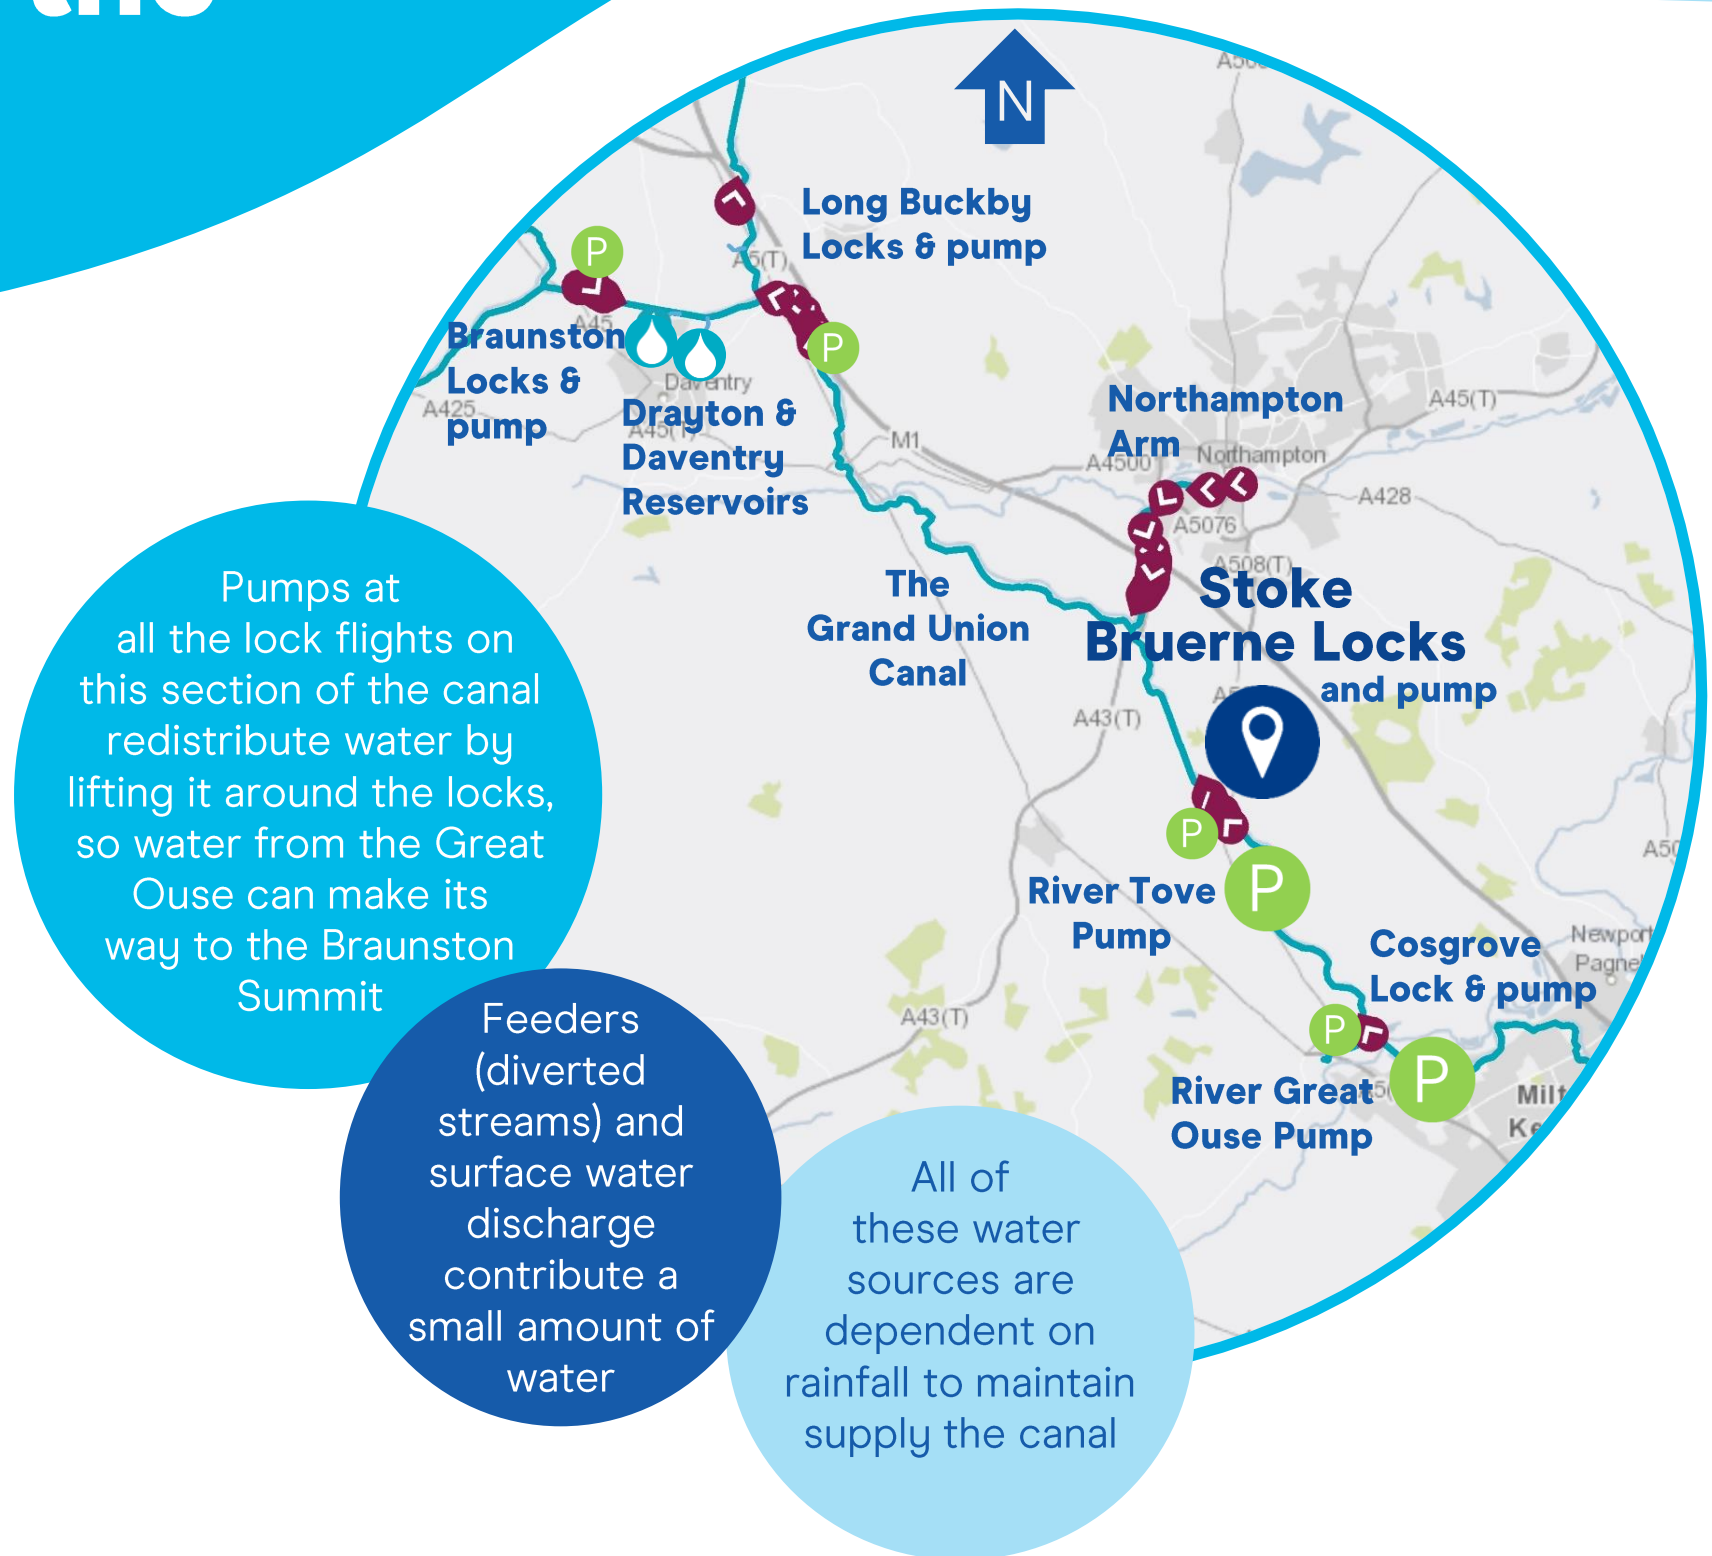 the
N
Long Buckby
Locks & pump
P
A5(T)
Braunston
Locks &
pump
A45
P
Daventry
A425
A45(T)
Drayton &
Daventry
Reservoirs
M1
Northampton
Arm
A45(T)
A4500
Northampton
A428
A5076
A508(T)
The
Grand Union
Canal
Stoke
Bruerne Locks
and pump
A43(T)
P
River Tove
Pump
P
Cosgrove
Lock & pump
Newport
A43(T)
P
River Great
Ouse Pump
P
Pumps at
all the lock flights on
this section of the canal
redistribute water by
lifting it around the locks,
so water from the Great
Ouse can make its
way to the Braunston
Summit
Feeders
(diverted
streams) and
surface water
discharge
contribute a
small amount of
water
All of
these water
sources are
dependent on
rainfall to maintain
supply the canal